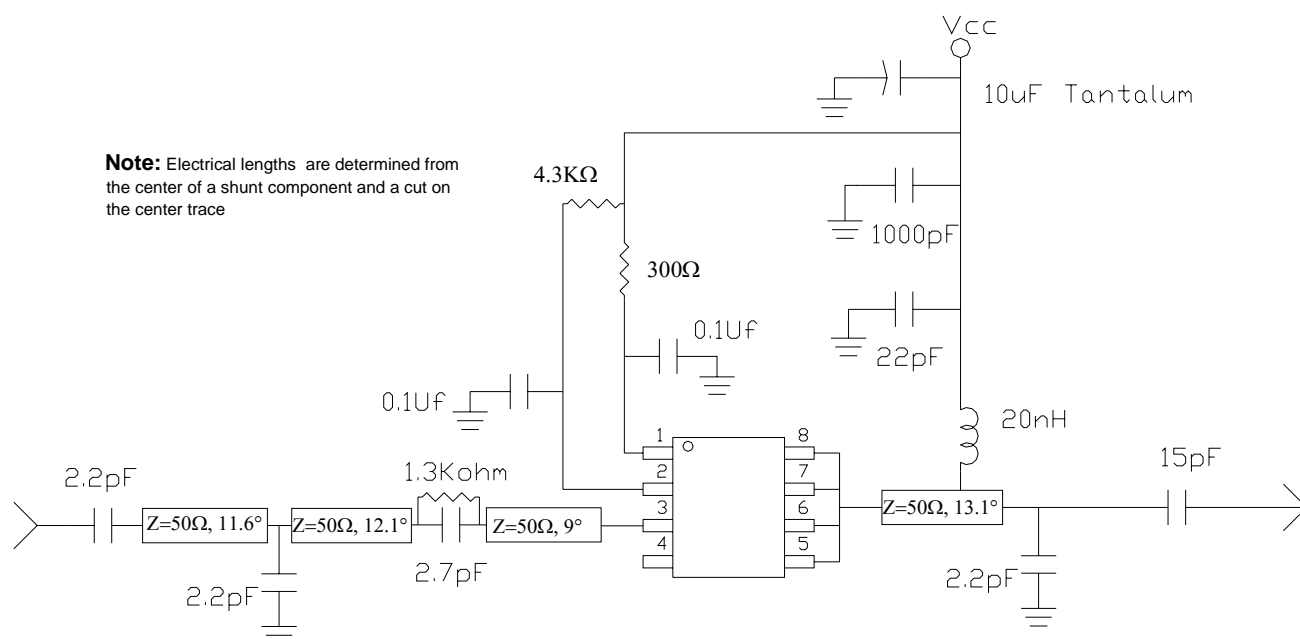 Vcc
10uF Tantalum
Note: Electrical lengths are determined from
the center of a shunt component and a cut on
the center trace
4.3KΩ
1000pF
300Ω
0.1Uf
22pF
0.1Uf
20nH
1
2
3
4
8
7
6
5
2.2pF
1.3Kohm
15pF
Z=50Ω, 11.6°
Z=50Ω, 12.1°
Z=50Ω, 9°
Z=50Ω, 13.1°
2.2pF
2.7pF
2.2pF